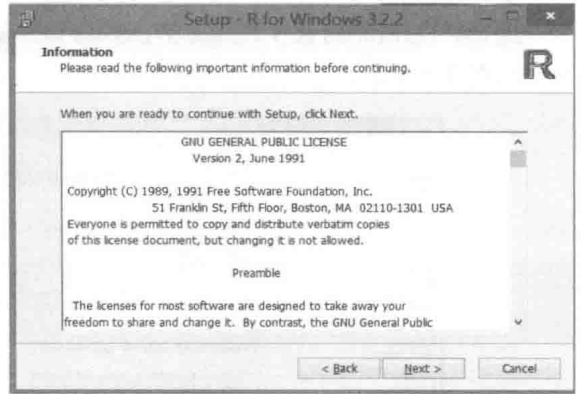 Setup - R for Windows 3.2.2
Information
Please read the following important information before continuing.
R
When you are ready to continue with Setup, click Next.
GNU GENERAL PUBLIC LICENSE
Version 2, June 1991
Copyright (C) 1989, 1991 Free Software Foundation, Inc.
51 Franklin St, Fifth Floor, Boston, MA 02110-1301 USA
Everyone is permitted to copy and distribute verbatim copies
of this license document, but changing it is not allowed.
Preamble
The licenses for most software are designed to take away your
freedom to share and change it. By contrast, the GNU General Public
< Back
Next >
Cancel